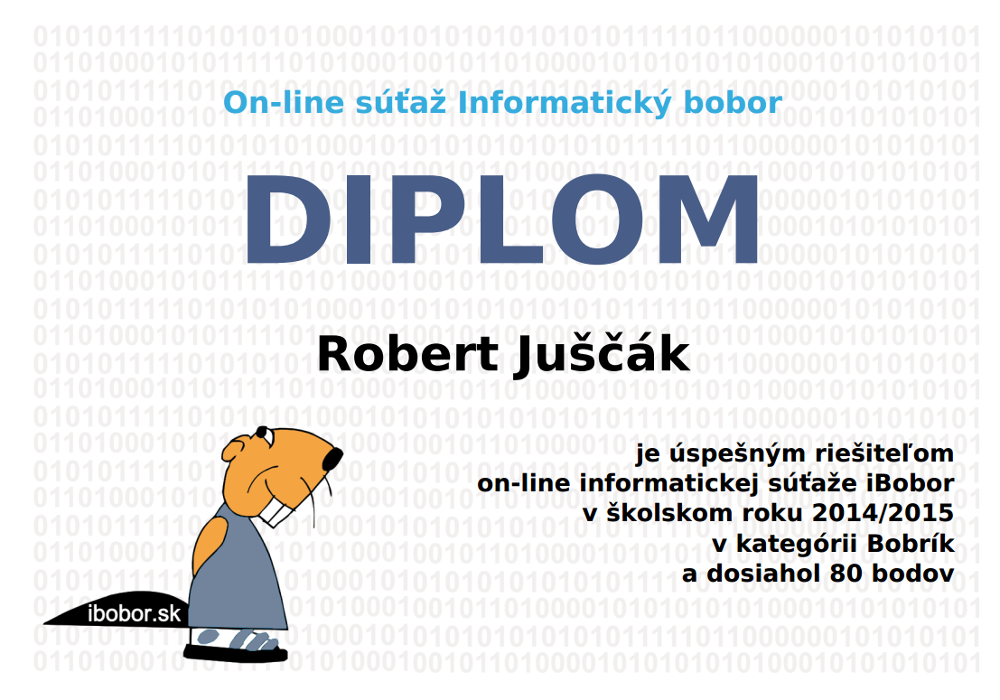 On-line súťaž Informatický bobor
DIPLOM
Robert Juščák
je úspešným riešiteľom
on-line informatickej súťaže iBobor
v školskom roku 2014/2015
v kategórii Bobrík
a dosiahol 80 bodov
ibobor.sk